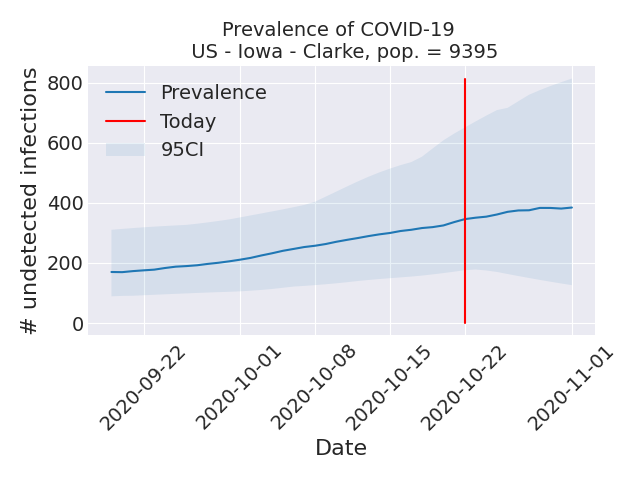 Prevalence of COVID-19
US - Iowa - Clarke, pop. = 9395
# undetected infections
800
600
400
200
0
Prevalence
Today
95CI
2020-09-22
2020-10-01
2020-10-08
2020-10-15
2020-10-22
2020-11-01
Date